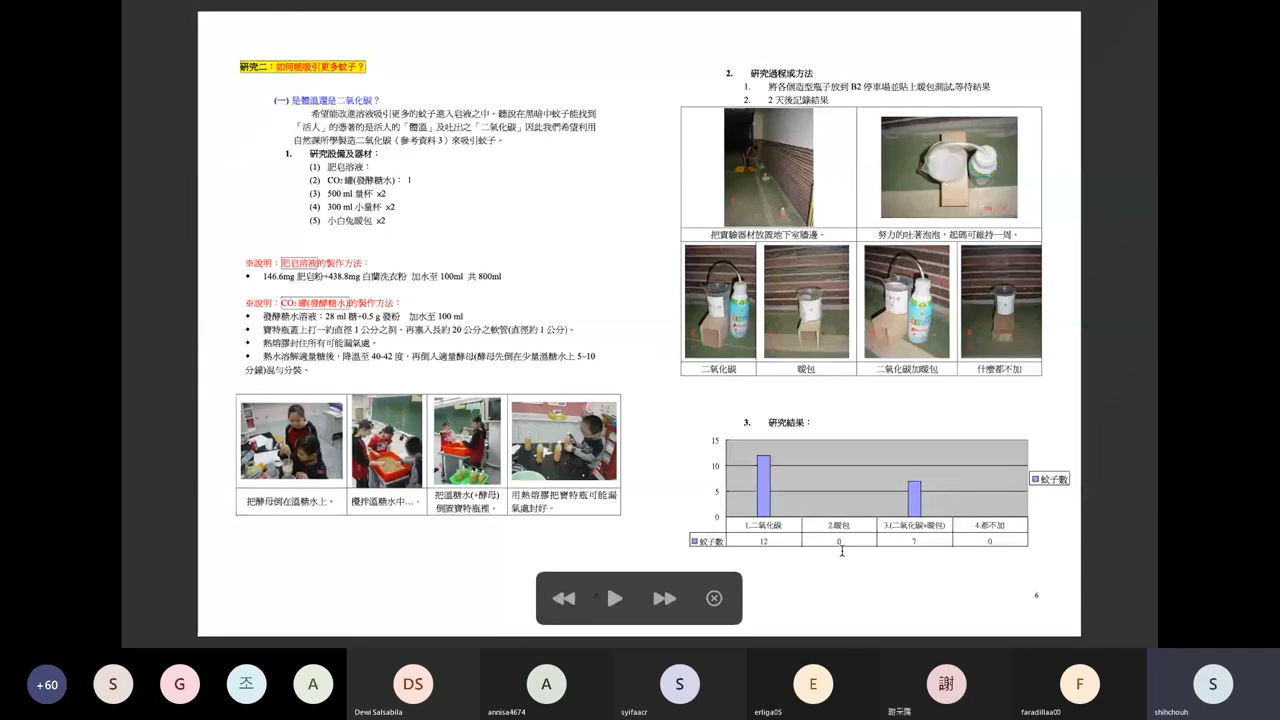 研究二：如何能吸引更多蚊子？
(一) 是體溫還是二氧化碳？
希望能改進溶液吸引更多的蚊子進入皂液之中。聽說在黑暗中蚊子能找到
「活人」的憑著的是活人的「體溫」及吐出之「二氧化碳」因此我們希望利用
自然課所學製造二氧化碳（參考資料 3）來吸引蚊子。
1. 研究設備及器材：
(1) 肥皂溶液：
(2) CO₂ 罐(發酵糖水)： 1
(3) 500 ml 量杯 x2
(4) 300 ml 小量杯 x2
(5) 小白兔暖包 x2
※說明：肥皂溶液的製作方法：
146.6mg 肥皂粉+438.8mg 白蘭洗衣粉 加水至 100ml 共 800ml
※說明：CO₂ 罐(發酵糖水)的製作方法：
發酵糖水溶液：28 ml 糖+0.5 g 發粉 加水至 100 ml
寶特瓶蓋上打一約直徑 1 公分之洞。再塞入長約 20 公分之軟管(直徑約 1 公分)。
熱熔膠封住所有可能漏氣處。
熱水溶解適量糖後，降溫至 40-42 度，再倒入適量酵母(酵母先倒在少量溫糖水上 5~10
分鐘)混勻分裝。
把酵母倒在溫糖水上。
攪拌溫糖水中…。
把溫糖水(+酵母)
倒置寶特瓶裡。
用熱熔膠把寶特瓶可能漏
氣處封好。
2. 研究過程或方法
1. 將各個造型瓶子放到 B2 停車場並貼上暖包測試,等待結果
2. 2 天後記錄結果
把實驗器材放置地下室牆邊。
努力的吐著泡泡，起碼可維持一周。
二氧化碳
暖包
二氧化碳加暖包
什麼都不加
3. 研究結果：
15
10
5
0
蚊子數
1.二氧化碳 2.暖包 3.(二氧化碳+暖包) 4.都不加
蚊子數 12 0 7 0
6
+60
S
G
조
A
DS
Dewi Salsabila
A
annisa4674
S
syifaacr
E
erliga05
謝
F
faradillaa00
S
shihchouh